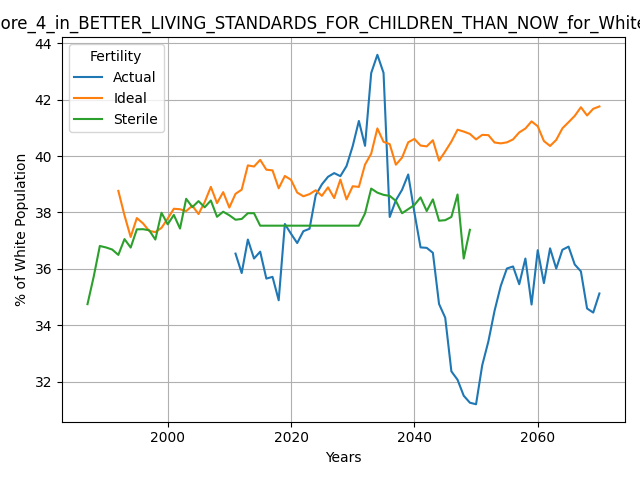 ore_4_in_BETTER_LIVING_STANDARDS_FOR_CHILDREN_THAN_NOW_for_White
Fertility
Actual
Ideal
Sterile
% of White Population
44
42
40
38
36
34
32
2000
2020
2040
2060
Years